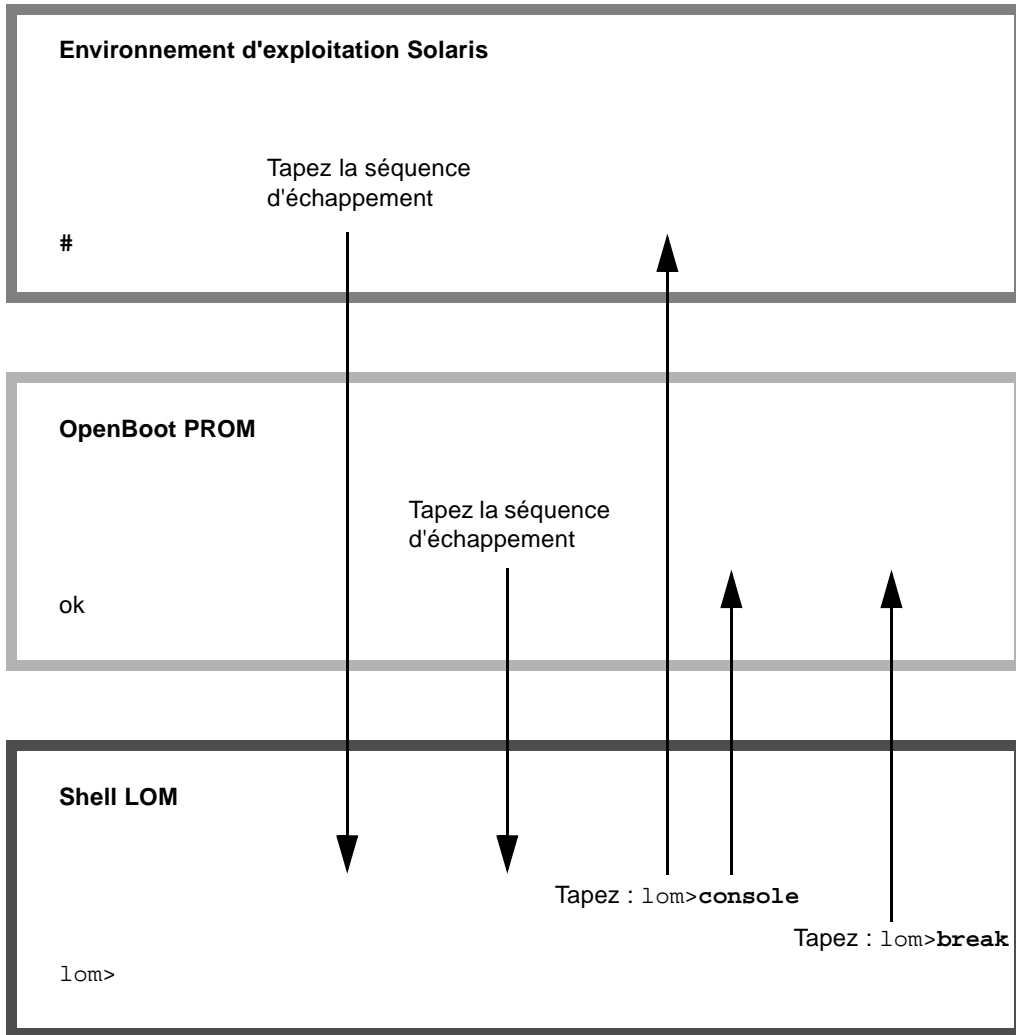 Environnement d'exploitation Solaris
Tapez la séquence
d'échappement
#
OpenBoot PROM
Tapez la séquence
d'échappement
ok
Shell LOM
Tapez : lom>console
Tapez : lom>break
lom>